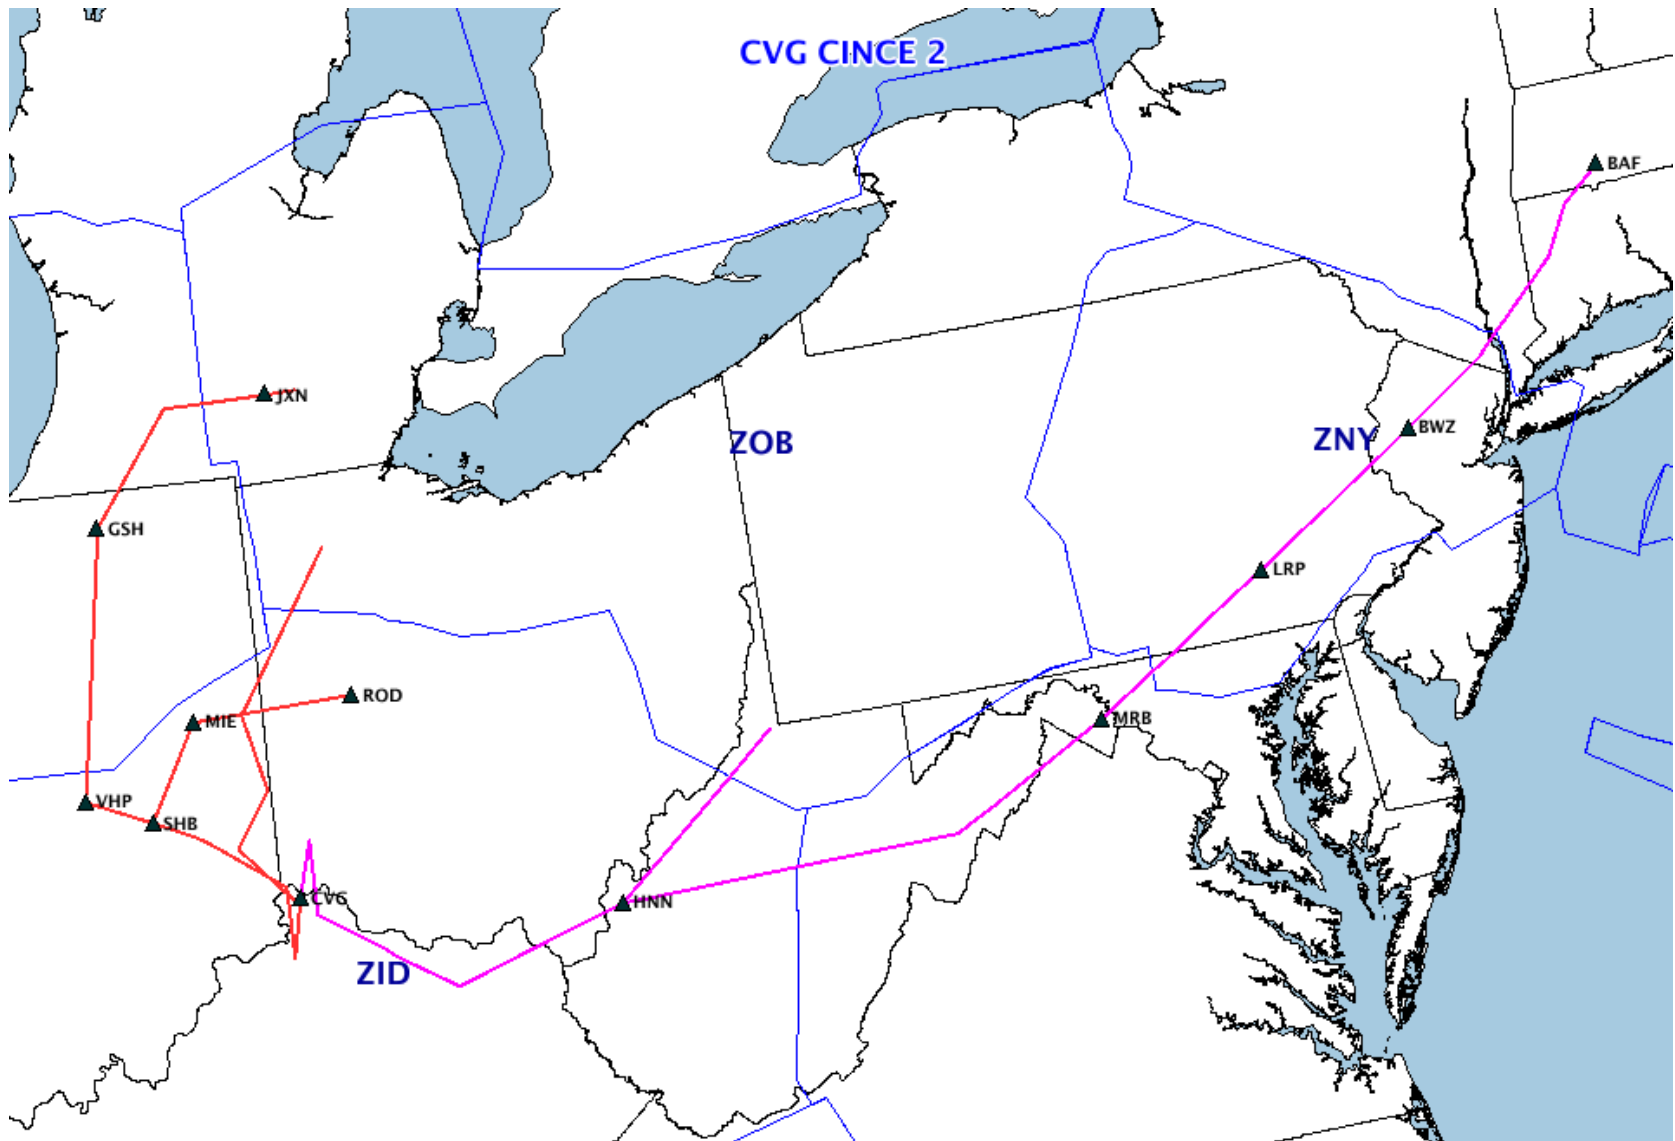 CVG CINCE 2
BAF
JXN
BWZ
ZOB
ZNY
GSH
LRP
ROD
MIE
MRB
VHP
SHB
CVG
HNN
ZID